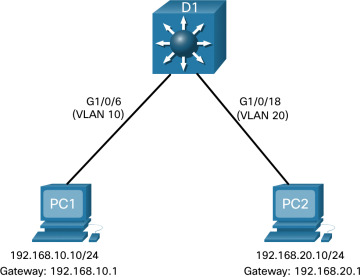 D1
G1/0/6
(VLAN 10)
G1/0/18
(VLAN 20)
PC1
PC2
192.168.10.10/24
Gateway: 192.168.10.1
192.168.20.10/24
Gateway: 192.168.20.1